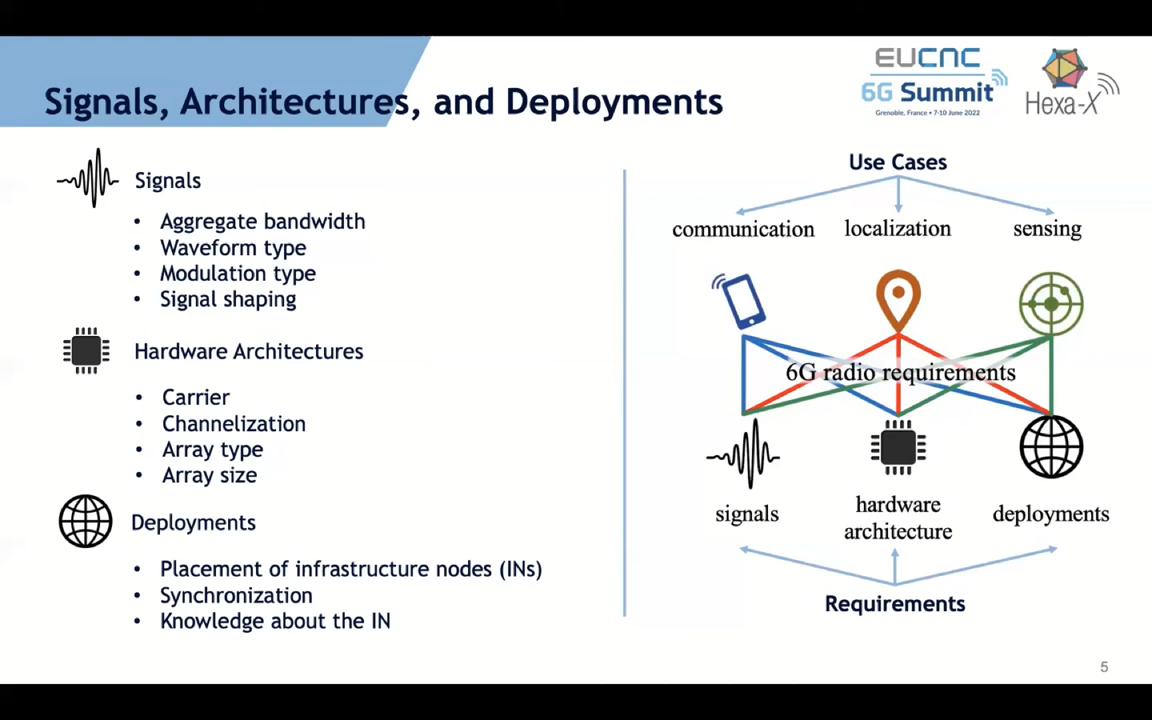 Signals, Architectures, and Deployments
EUCNC
6G Summit
Grenoble, France • 7-10 June 2022
Hexa-X
Signals
• Aggregate bandwidth
• Waveform type
• Modulation type
• Signal shaping
Hardware Architectures
• Carrier
• Channelization
• Array type
• Array size
Deployments
• Placement of infrastructure nodes (INs)
• Synchronization
• Knowledge about the IN
Use Cases
communication
localization
sensing
6G radio requirements
signals
hardware
architecture
deployments
Requirements
5